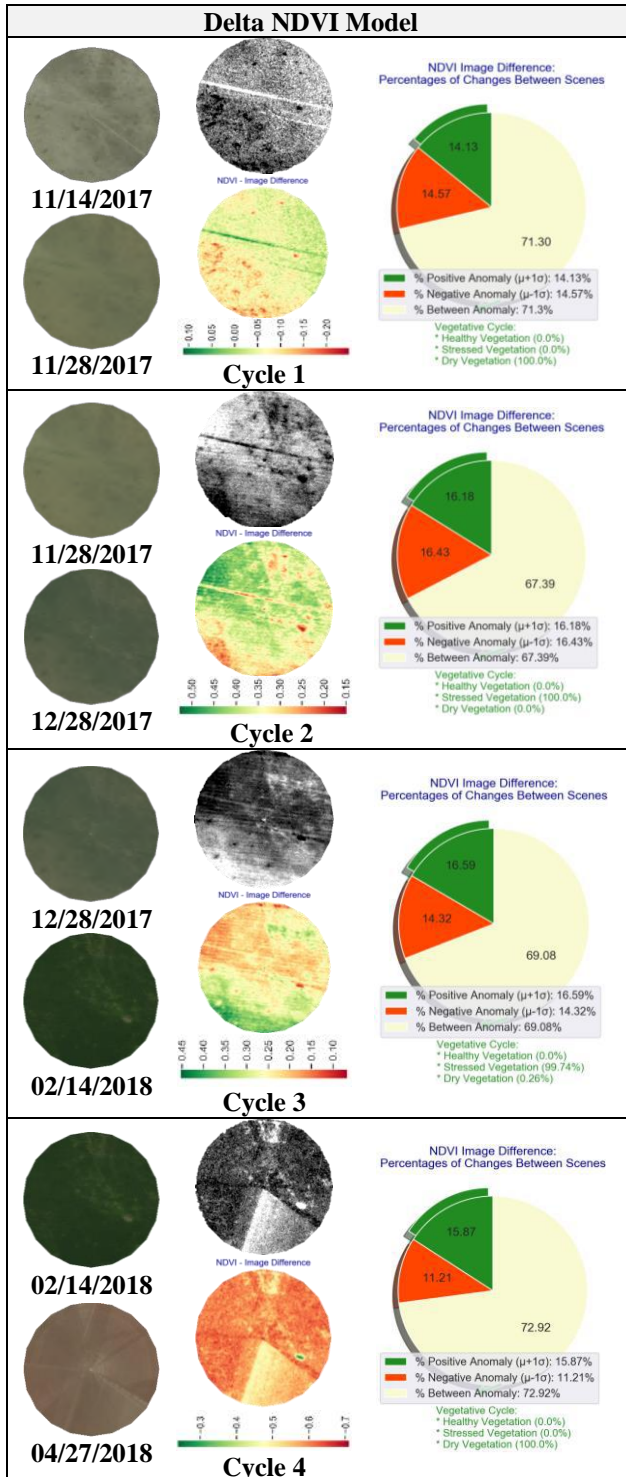 Delta NDVI Model
11/14/2017
11/28/2017
NDVI - Image Difference
-0.10
-0.05
-0.00
-−0.05
-−0.10
-−0.15
-−0.20
Cycle 1
NDVI Image Difference:
Percentages of Changes Between Scenes
14.13
14.57
71.30
% Positive Anomaly (μ+1σ): 14.13%
% Negative Anomaly (μ-1σ): 14.57%
% Between Anomaly: 71.3%
Vegetative Cycle:
* Healthy Vegetation (0.0%)
* Stressed Vegetation (0.0%)
* Dry Vegetation (100.0%)
11/28/2017
12/28/2017
NDVI - Image Difference
0.50
0.45
0.40
0.35
0.30
0.25
0.20
0.15
Cycle 2
NDVI Image Difference:
Percentages of Changes Between Scenes
16.18
16.43
67.39
% Positive Anomaly (μ+1σ): 16.18%
% Negative Anomaly (μ-1σ): 16.43%
% Between Anomaly: 67.39%
Vegetative Cycle:
* Healthy Vegetation (0.0%)
* Stressed Vegetation (100.0%)
* Dry Vegetation (0.0%)
12/28/2017
02/14/2018
NDVI - Image Difference
0.45
0.40
0.35
0.30
0.25
0.20
0.15
0.10
Cycle 3
NDVI Image Difference:
Percentages of Changes Between Scenes
16.59
14.32
69.08
% Positive Anomaly (μ+1σ): 16.59%
% Negative Anomaly (μ-1σ): 14.32%
% Between Anomaly: 69.08%
Vegetative Cycle:
* Healthy Vegetation (0.0%)
* Stressed Vegetation (99.74%)
* Dry Vegetation (0.26%)
02/14/2018
04/27/2018
NDVI - Image Difference
−0.3
−0.4
−0.5
−0.6
−0.7
Cycle 4
NDVI Image Difference:
Percentages of Changes Between Scenes
15.87
11.21
72.92
% Positive Anomaly (μ+1σ): 15.87%
% Negative Anomaly (μ-1σ): 11.21%
% Between Anomaly: 72.92%
Vegetative Cycle:
* Healthy Vegetation (0.0%)
* Stressed Vegetation (0.0%)
* Dry Vegetation (100.0%)